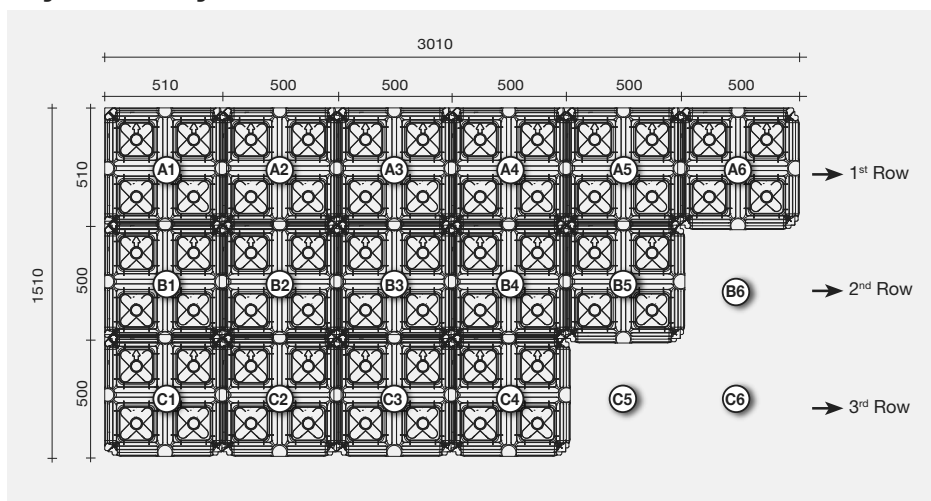 3010
510 500 500 500 500 500
A1 A2 A3 A4 A5 A6
1st Row
B1 B2 B3 B4 B5 B6
2nd Row
C1 C2 C3 C4 C5 C6
3rd Row
510
500
500
1510